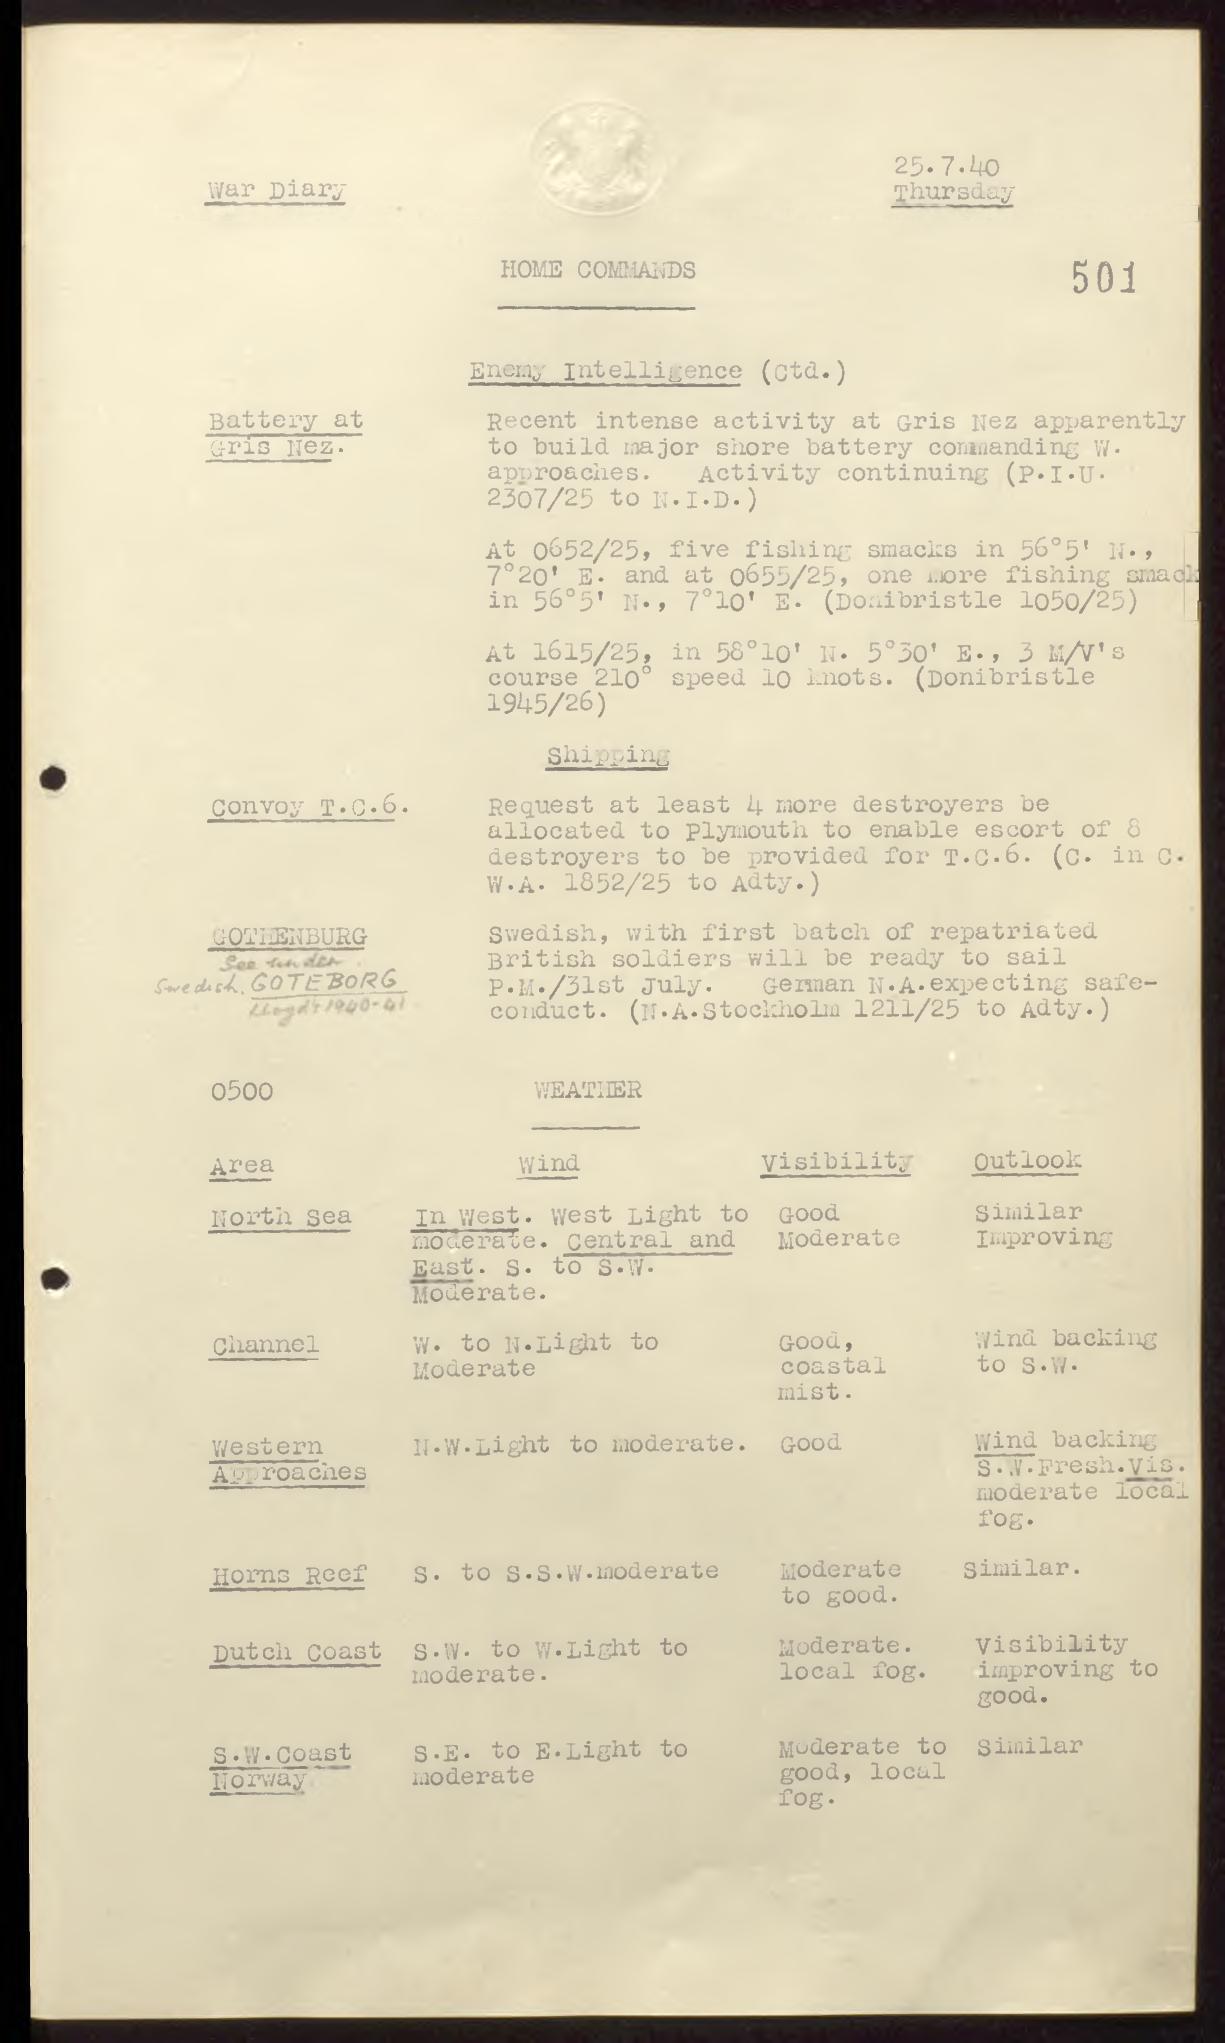 War Diary
25.7.40
Thursday
HOME COMMANDS
501
Enemy Intelligence (Ctd.)
Battery at
Gris Nez.
Recent intense activity at Gris Nez apparently
to build major shore battery commanding W.
approaches. Activity continuing (P.I.U.
2307/25 to N.I.D.)
At 0652/25, five fishing smacks in 56°5' N.,
7°20' E. and at 0655/25, one more fishing smack
in 56°5' N., 7°10' E. (Donibristle 1050/25)
At 1615/25, in 58°10' N. 5°30' E., 3 M/V's
course 210° speed 10 knots. (Donibristle
1945/26)
Shipping
Convoy T.C.6.
Request at least 4 more destroyers be
allocated to Plymouth to enable escort of 8
destroyers to be provided for T.C.6. (C. in C.
W.A. 1852/25 to Adty.)
GOTHENBURG
See under
Swedish. GOTEBORG
Lloyd's 1940-41
Swedish, with first batch of repatriated
British soldiers will be ready to sail
P.M./31st July. German N.A.expecting safe-
conduct. (N.A.Stockholm 1211/25 to Adty.)
0500 WEATHER
Area Wind Visibility Outlook
North Sea In West. West Light to Good Similar
moderate. Central and Moderate Improving
East. S. to S.W.
Moderate.
Channel W. to N.Light to Good, Wind backing
Moderate coastal to S.W.
mist.
Western N.W.Light to moderate. Good Wind backing
Approaches S.W.Fresh.Vis.
moderate local
fog.
Horns Reef S. to S.S.W.moderate Moderate Similar.
to good.
Dutch Coast S.W. to W.Light to Moderate. Visibility
moderate. local fog. improving to
good.
S.W.Coast S.E. to E.Light to Moderate to Similar
Norway moderate good, local
fog.